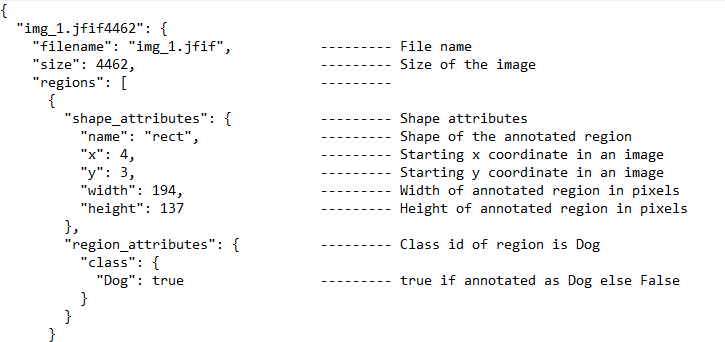 {
  "img_1.jfif4462": {
    "filename": "img_1.jfif",           --------- File name
    "size": 4462,                       --------- Size of the image
    "regions": [                        ---------
      {
        "shape_attributes": {           --------- Shape attributes
          "name": "rect",               --------- Shape of the annotated region
          "x": 4,                       --------- Starting x coordinate in an image
          "y": 3,                       --------- Starting y coordinate in an image
          "width": 194,                 --------- Width of annotated region in pixels
          "height": 137                 --------- Height of annotated region in pixels
        },
        "region_attributes": {          --------- Class id of region is Dog
          "class": {
            "Dog": true                 --------- true if annotated as Dog else False
          }
        }
      }